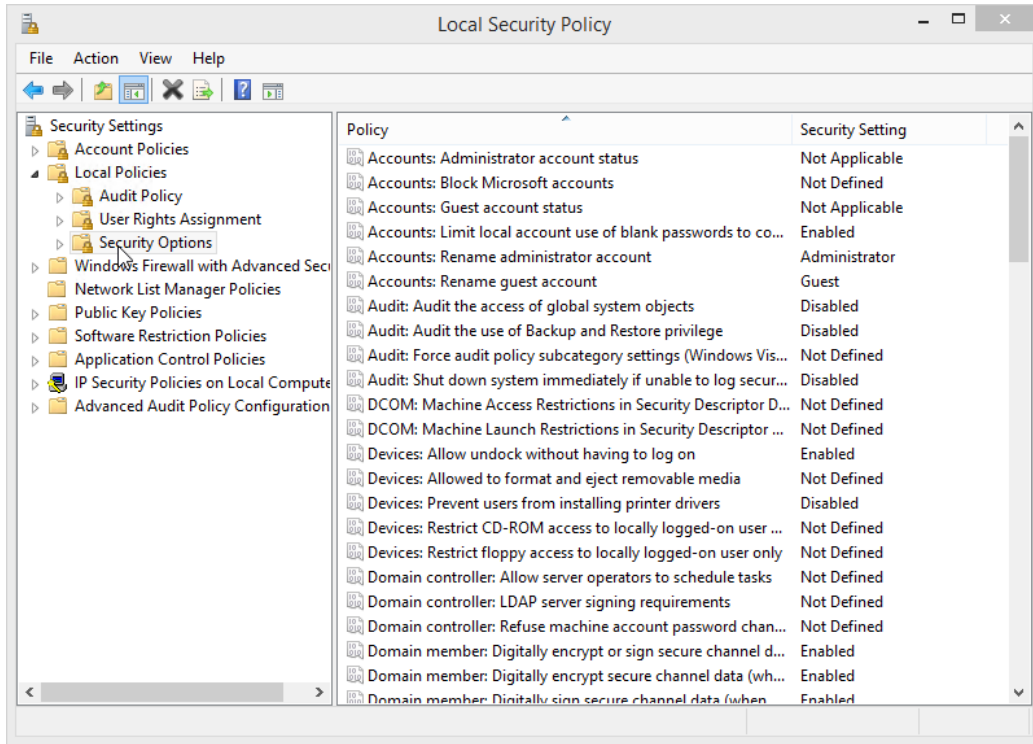 Local Security Policy
File Action View Help
Security Settings
Account Policies
Local Policies
Audit Policy
User Rights Assignment
Security Options
Windows Firewall with Advanced Secu
Network List Manager Policies
Public Key Policies
Software Restriction Policies
Application Control Policies
IP Security Policies on Local Compute
Advanced Audit Policy Configuration
Policy Security Setting
Accounts: Administrator account status Not Applicable
Accounts: Block Microsoft accounts Not Defined
Accounts: Guest account status Not Applicable
Accounts: Limit local account use of blank passwords to co... Enabled
Accounts: Rename administrator account Administrator
Accounts: Rename guest account Guest
Audit: Audit the access of global system objects Disabled
Audit: Audit the use of Backup and Restore privilege Disabled
Audit: Force audit policy subcategory settings (Windows Vis... Not Defined
Audit: Shut down system immediately if unable to log secur... Disabled
DCOM: Machine Access Restrictions in Security Descriptor D... Not Defined
DCOM: Machine Launch Restrictions in Security Descriptor ... Not Defined
Devices: Allow undock without having to log on Enabled
Devices: Allowed to format and eject removable media Not Defined
Devices: Prevent users from installing printer drivers Disabled
Devices: Restrict CD-ROM access to locally logged-on user ... Not Defined
Devices: Restrict floppy access to locally logged-on user only Not Defined
Domain controller: Allow server operators to schedule tasks Not Defined
Domain controller: LDAP server signing requirements Not Defined
Domain controller: Refuse machine account password chan... Not Defined
Domain member: Digitally encrypt or sign secure channel d... Enabled
Domain member: Digitally encrypt secure channel data (wh... Enabled
Domain member: Digitally sign secure channel data (when Enabled